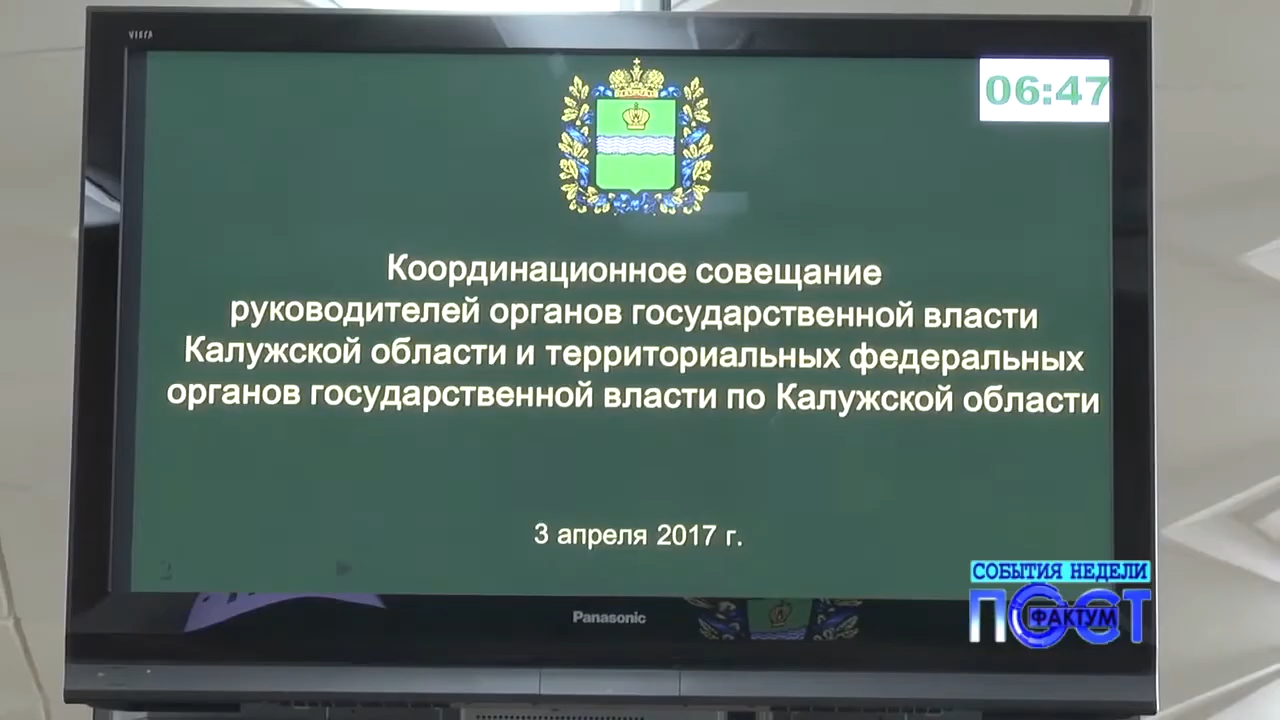 VIERA
06:47
Координационное совещание
руководителей органов государственной власти
Калужской области и территориальных федеральных
органов государственной власти по Калужской области
3 апреля 2017 г.
СОБЫТИЯ НЕДЕЛИ
ПОСТ
ФАКТУМ
Panasonic